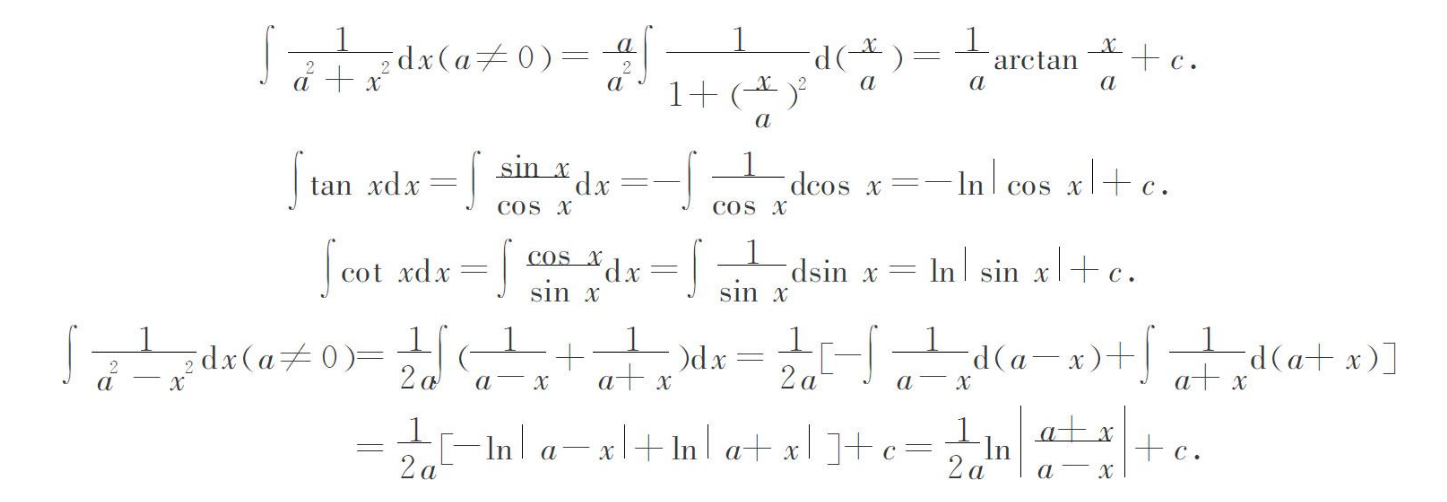 ∫ 1/(a² + x²) dx(a ≠ 0) = a/a² ∫ 1/(1 + (x/a)²) d(x/a) = 1/a arctan x/a + c.
∫ tan xdx = ∫ sin x/cos x dx = −∫ 1/cos x dcos x = −ln|cos x| + c.
∫ cot xdx = ∫ cos x/sin x dx = ∫ 1/sin x dsin x = ln|sin x| + c.
∫ 1/(a² − x²) dx(a ≠ 0) = 1/2a ∫ (1/(a − x) + 1/(a + x))dx = 1/2a [−∫ 1/(a − x) d(a − x) + ∫ 1/(a + x) d(a + x)]
= 1/2a [−ln|a − x| + ln|a + x|] + c = 1/2a ln|(a + x)/(a − x)| + c.